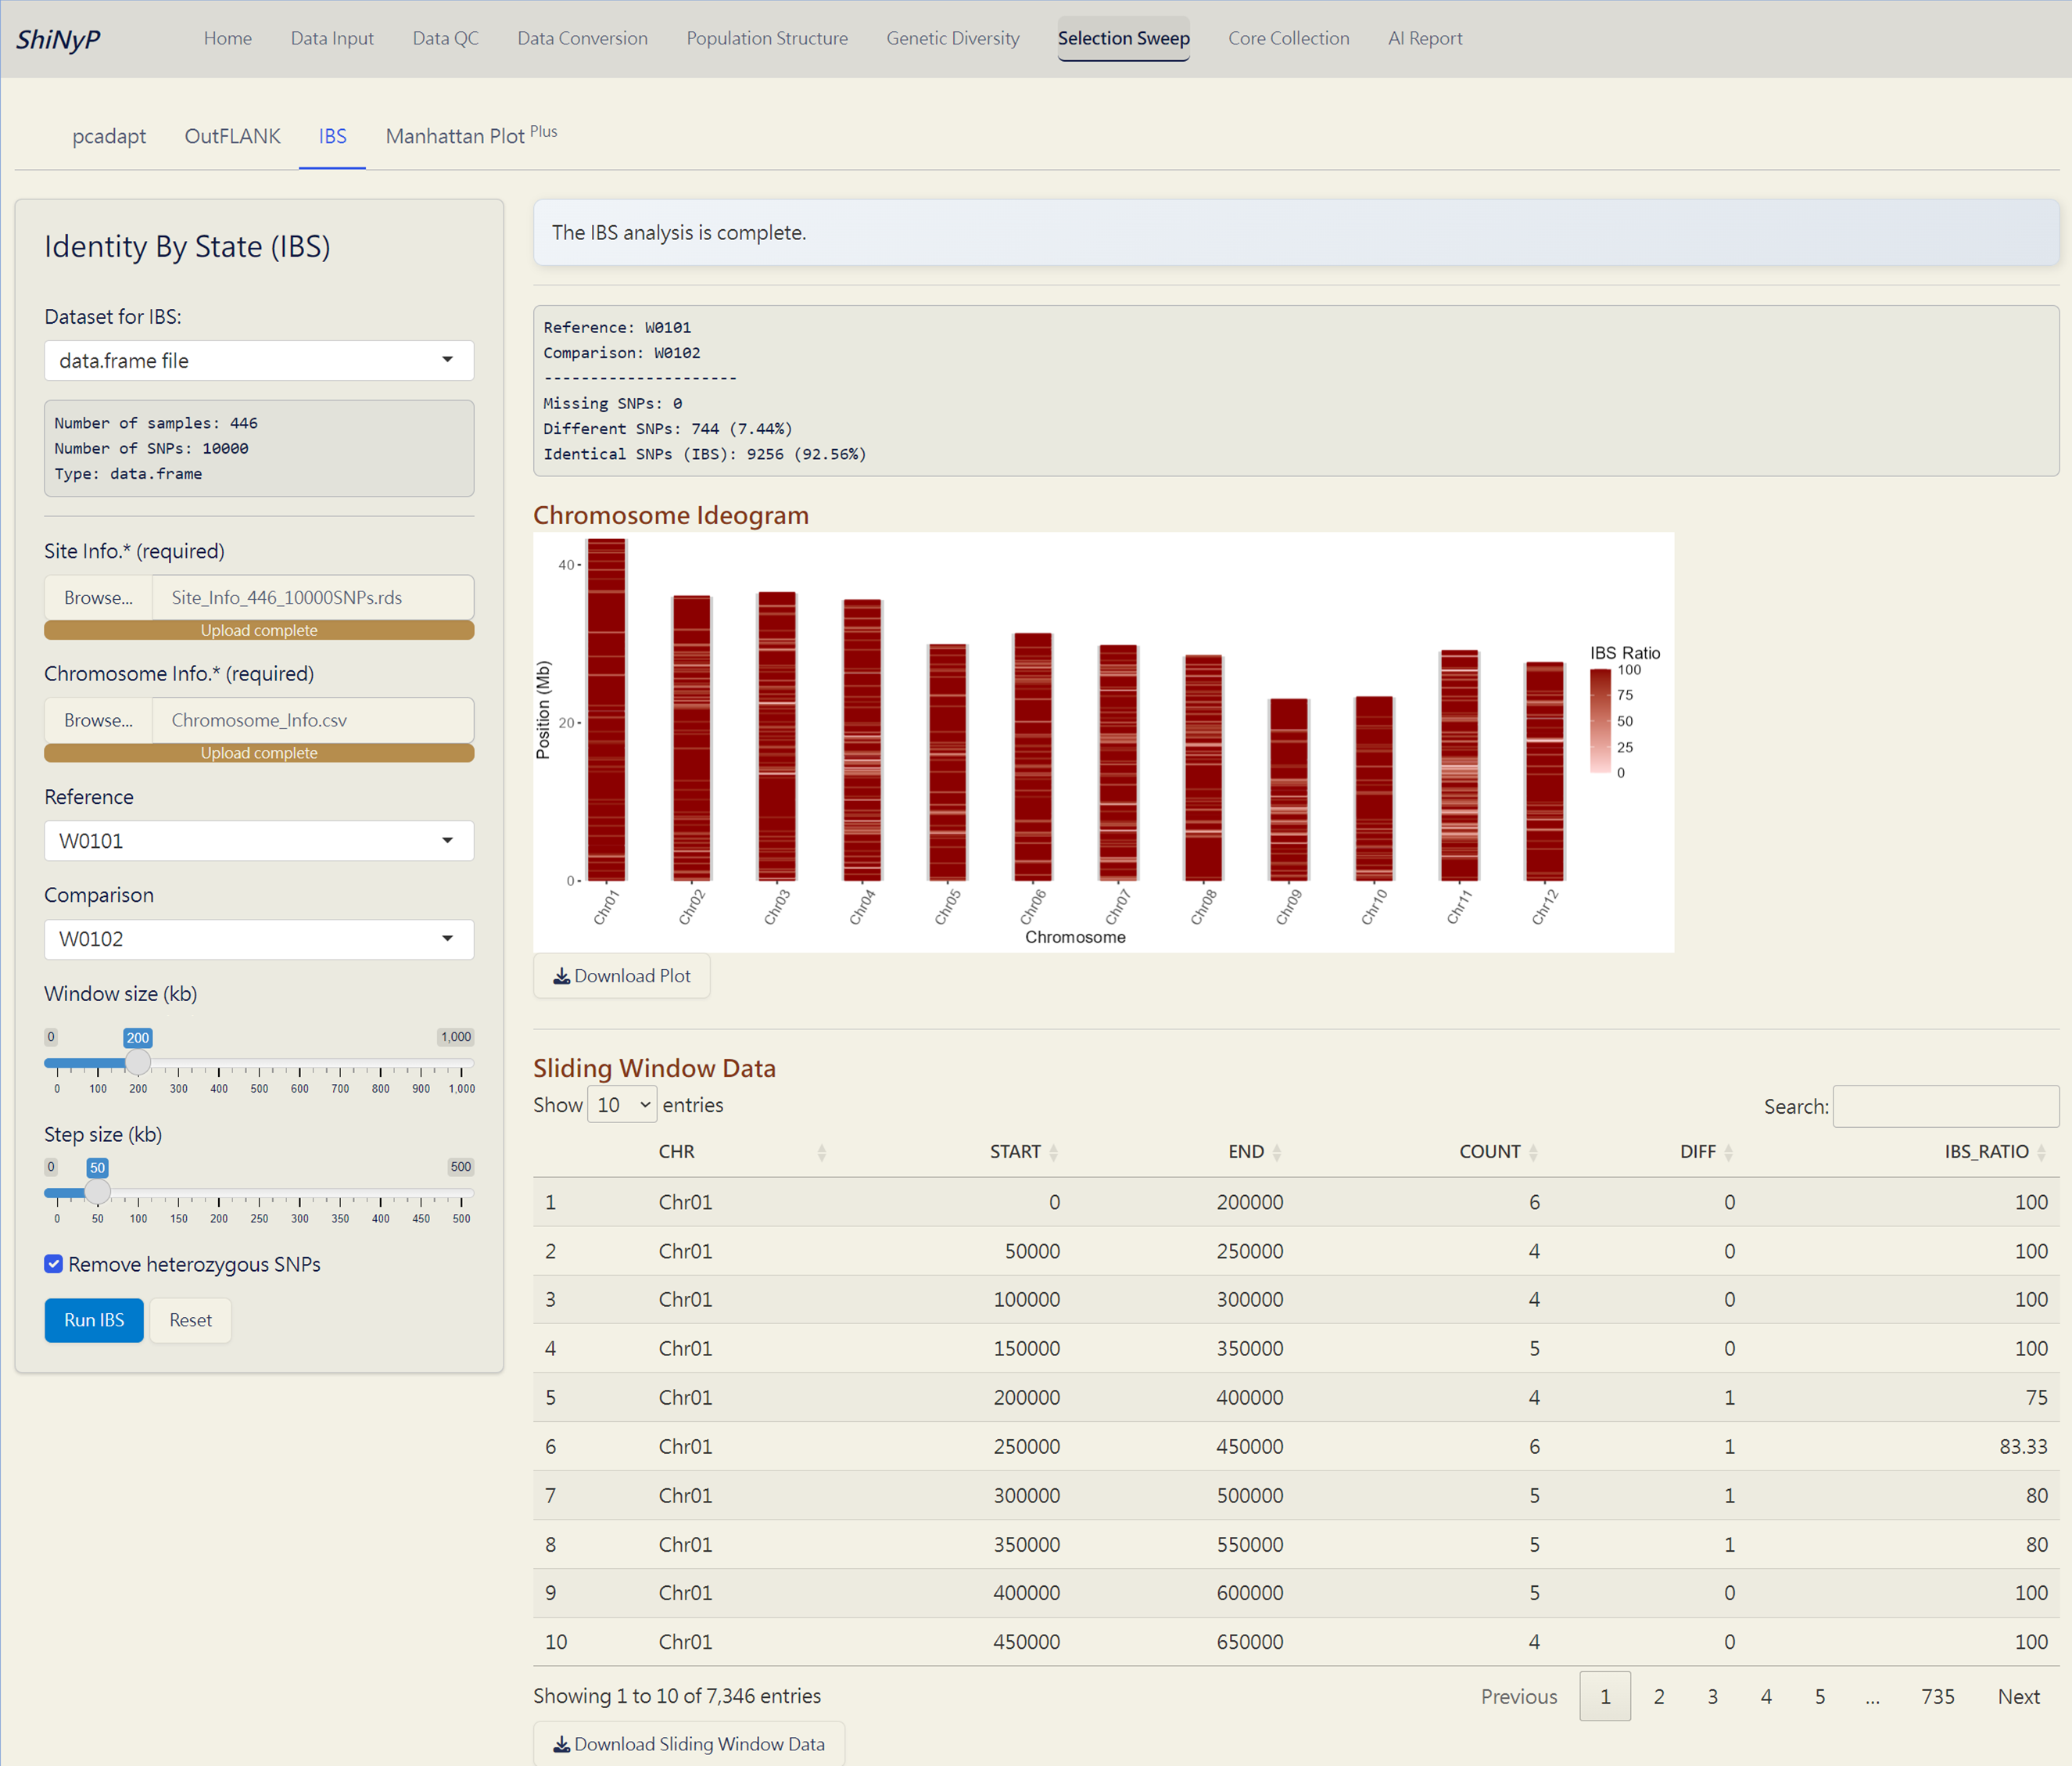 ShiNyP
Home Data Input Data QC Data Conversion Population Structure Genetic Diversity Selection Sweep Core Collection AI Report
pcadapt OutFLANK IBS Manhattan Plot Plus
Identity By State (IBS)
Dataset for IBS:
data.frame file
Number of samples: 446
Number of SNPs: 10000
Type: data.frame
Site Info.* (required)
Browse... Site_Info_446_10000SNPs.rds
Upload complete
Chromosome Info.* (required)
Browse... Chromosome_Info.csv
Upload complete
Reference
W0101
Comparison
W0102
Window size (kb)
0 200 1,000
0 100 200 300 400 500 600 700 800 900 1,000
Step size (kb)
0 50 500
0 50 100 150 200 250 300 350 400 450 500
Remove heterozygous SNPs
Run IBS Reset
The IBS analysis is complete.
Reference: W0101
Comparison: W0102
---------------------
Missing SNPs: 0
Different SNPs: 744 (7.44%)
Identical SNPs (IBS): 9256 (92.56%)
Chromosome Ideogram
Position (Mb)
40
20
0
Chr01 Chr02 Chr03 Chr04 Chr05 Chr06 Chr07 Chr08 Chr09 Chr10 Chr11 Chr12
Chromosome
IBS Ratio
100
75
50
25
0
Download Plot
Sliding Window Data
Show 10 entries
Search:
CHR START END COUNT DIFF IBS_RATIO
1 Chr01 0 200000 6 0 100
2 Chr01 50000 250000 4 0 100
3 Chr01 100000 300000 4 0 100
4 Chr01 150000 350000 5 0 100
5 Chr01 200000 400000 4 1 75
6 Chr01 250000 450000 6 1 83.33
7 Chr01 300000 500000 5 1 80
8 Chr01 350000 550000 5 1 80
9 Chr01 400000 600000 5 0 100
10 Chr01 450000 650000 4 0 100
Showing 1 to 10 of 7,346 entries
Previous 1 2 3 4 5 ... 735 Next
Download Sliding Window Data